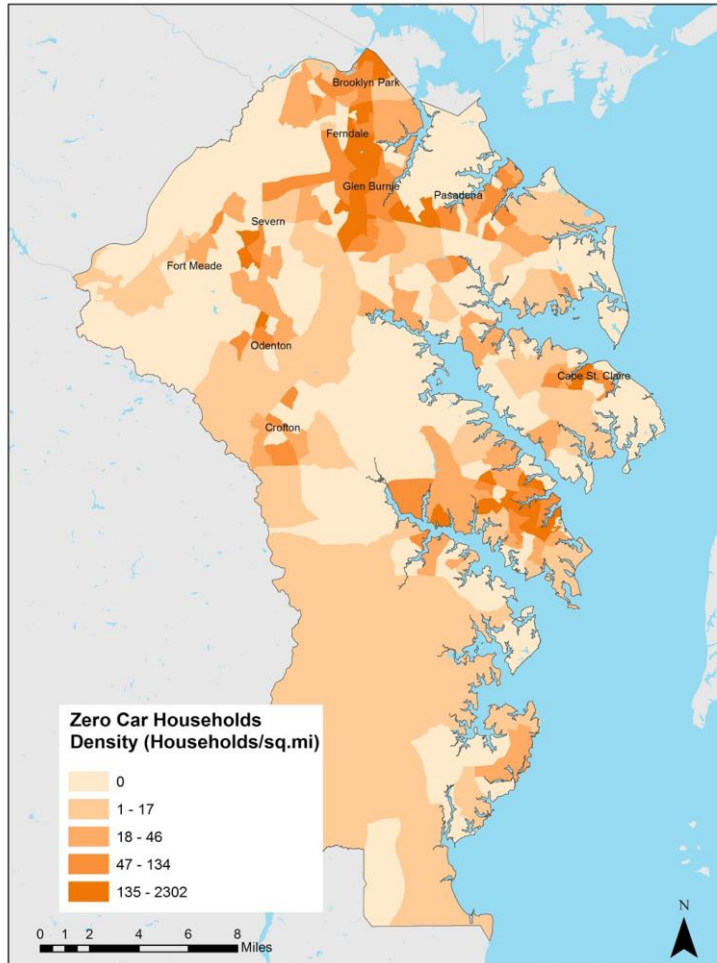 Brooklyn Park
Ferndale
Glen Burnie
Pasadena
Severn
Fort Meade
Odenton
Cape St. Claire
Crofton
Zero Car Households
Density (Households/sq.mi)
0
1 - 17
18 - 46
47 - 134
135 - 2302
N
0 1 2 4 6 8
Miles